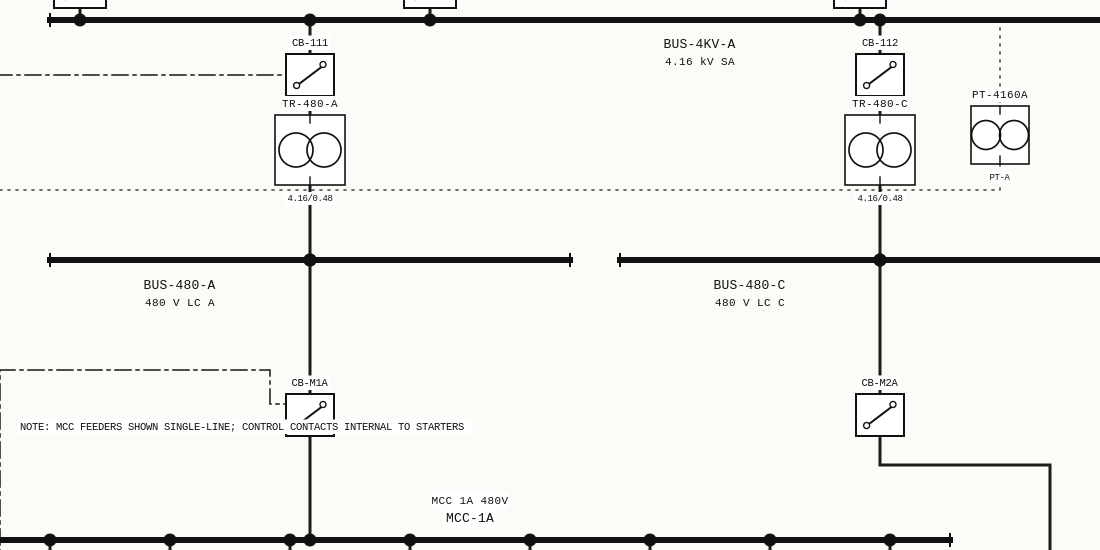 CB-111
BUS-4KV-A
CB-112
4.16 kV SA
PT-4160A
TR-480-A
TR-480-C
PT-A
4.16/0.48
4.16/0.48
BUS-480-A
BUS-480-C
480 V LC A
480 V LC C
CB-M1A
CB-M2A
NOTE: MCC FEEDERS SHOWN SINGLE-LINE; CONTROL CONTACTS INTERNAL TO STARTERS
MCC 1A 480V
MCC-1A